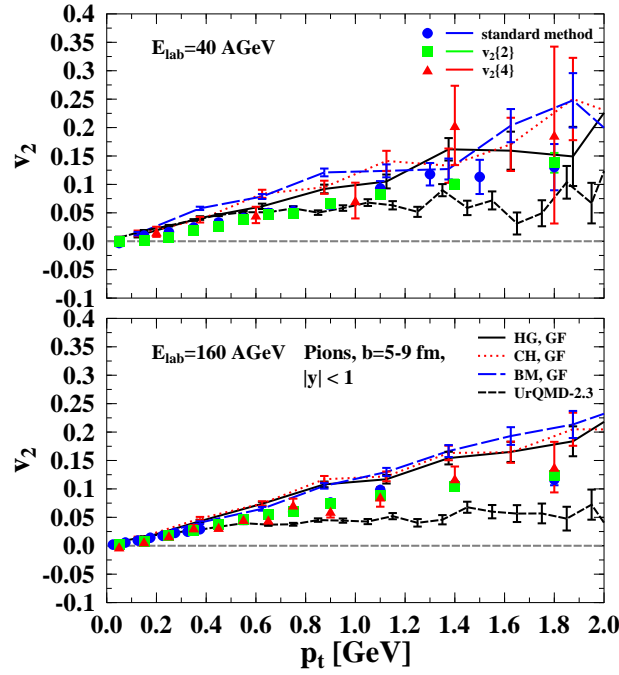 0.4
0.35
0.3
0.25
0.2
0.15
0.1
0.05
0.0
-0.05
-0.1
v2
Elab=40 AGeV
standard method
v2{2}
v2{4}
0.4
0.35
0.3
0.25
0.2
0.15
0.1
0.05
0.0
-0.05
-0.1
v2
Elab=160 AGeV
Pions, b=5-9 fm,
|y| < 1
HG, GF
CH, GF
BM, GF
UrQMD-2.3
0.0 0.2 0.4 0.6 0.8 1.0 1.2 1.4 1.6 1.8 2.0
pt [GeV]